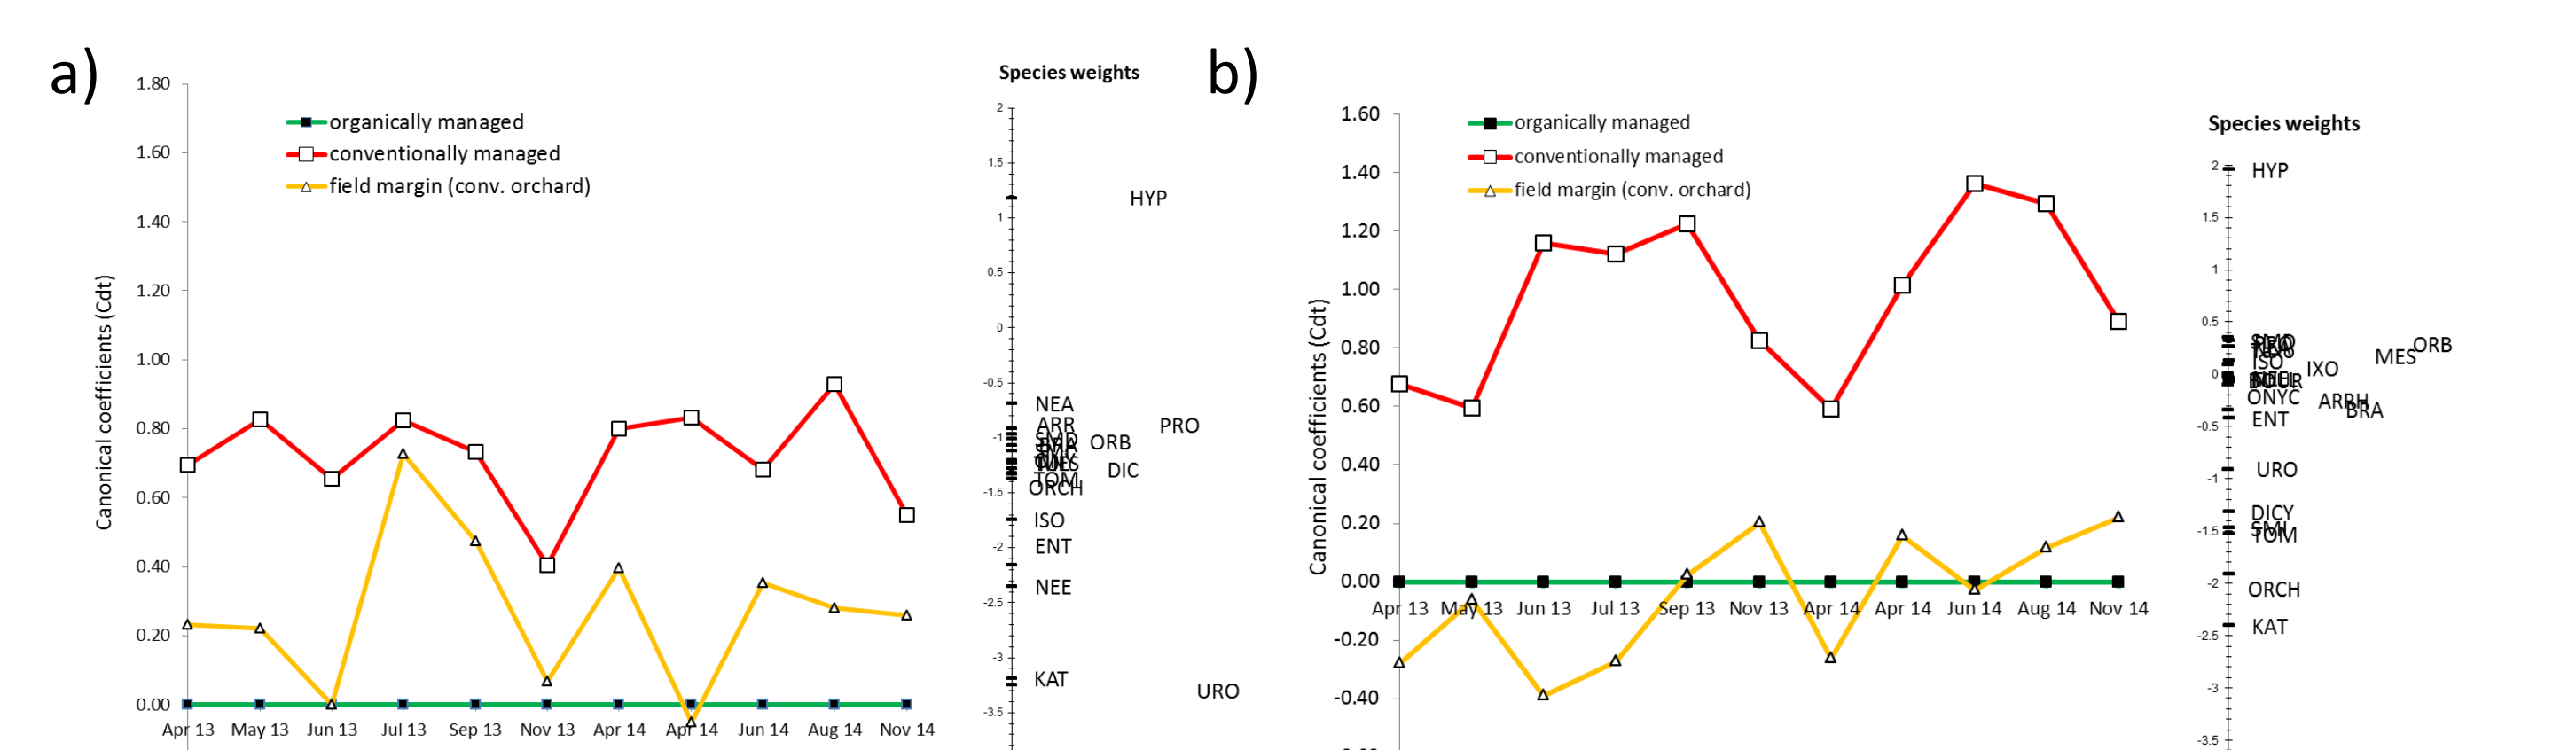 a)
1.80
1.60
1.40
1.20
1.00
0.80
0.60
0.40
0.20
0.00
Canonical coefficients (Cdt)
organically managed
conventionally managed
field margin (conv. orchard)
Apr 13 May 13 Jun 13 Jul 13 Sep 13 Nov 13 Apr 14 Apr 14 Jun 14 Aug 14 Nov 14
Species weights
2
1.5
1
0.5
0
-0.5
-1
-1.5
-2
-2.5
-3
-3.5
HYP
NEA
ARR
PRO
SMD
ORB
DIC
TOM
ORCH
ISO
ENT
NEE
KAT
URO
b)
1.60
1.40
1.20
1.00
0.80
0.60
0.40
0.20
0.00
-0.20
-0.40
Canonical coefficients (Cdt)
organically managed
conventionally managed
field margin (conv. orchard)
Apr 13 May 13 Jun 13 Jul 13 Sep 13 Nov 13 Apr 14 Apr 14 Jun 14 Aug 14 Nov 14
Species weights
2
1.5
1
0.5
0
-0.5
-1
-1.5
-2
-2.5
-3
-3.5
HYP
SMD
ORB
MES
ISO
IXO
ONYC
ARRH
BRA
ENT
URO
DICY
SMI
TOM
ORCH
KAT